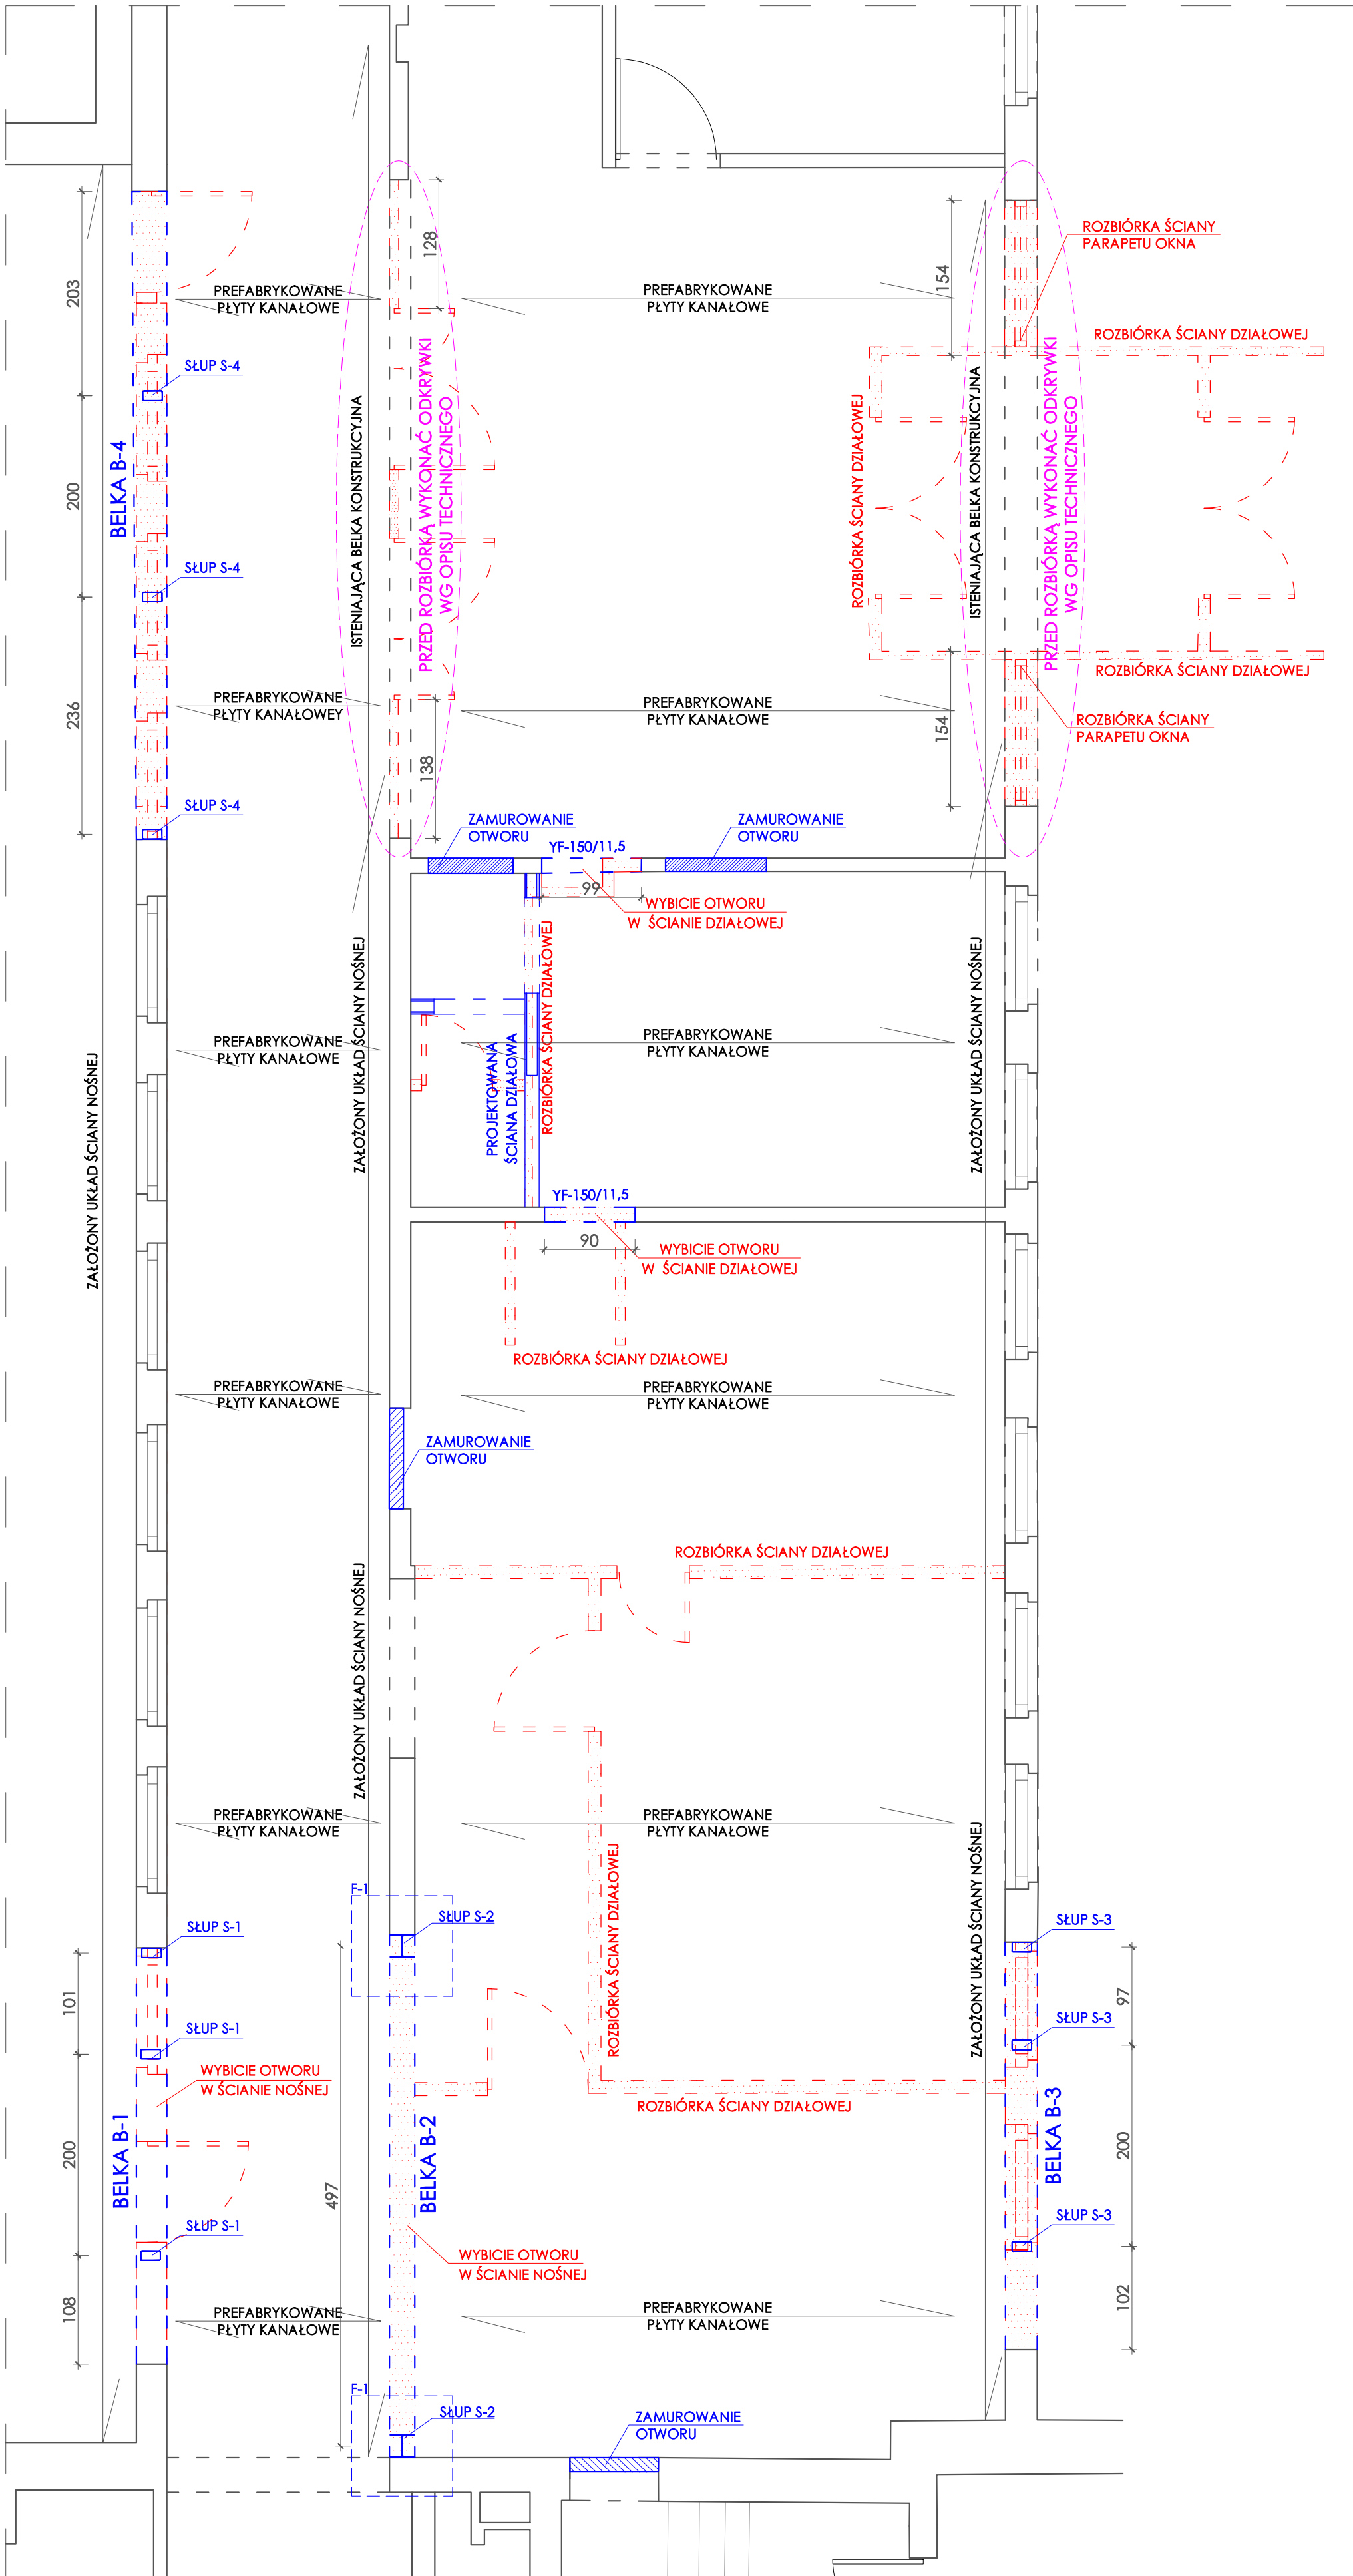 128
154
ROZBIÓRKA ŚCIANY
PARAPETU OKNA
203
PREFABRYKOWANE
PŁYTY KANAŁOWE
PREFABRYKOWANE
PŁYTY KANAŁOWE
ROZBIÓRKA ŚCIANY DZIAŁOWEJ
SŁUP S-4
BELKA B-4
200
ISTENIAJĄCA BELKA KONSTRUKCYJNA
PRZED ROZBIÓRKĄ WYKONAĆ ODKRYWKI
WG OPISU TECHNICZNEGO
ROZBIÓRKA ŚCIANY DZIAŁOWEJ
ISTENIAJĄCA BELKA KONSTRUKCYJNA
PRZED ROZBIÓRKĄ WYKONAĆ ODKRYWKI
WG OPISU TECHNICZNEGO
SŁUP S-4
ROZBIÓRKA ŚCIANY DZIAŁOWEJ
236
PREFABRYKOWANE
PŁYTY KANAŁOWEY
PREFABRYKOWANE
PŁYTY KANAŁOWE
154
ROZBIÓRKA ŚCIANY
PARAPETU OKNA
138
SŁUP S-4
ZAMUROWANIE
OTWORU
ZAMUROWANIE
OTWORU
YF-150/11,5
99
WYBICIE OTWORU
W ŚCIANIE DZIAŁOWEJ
ROZBIÓRKA ŚCIANY DZIAŁOWEJ
ZAŁOŻONY UKŁAD ŚCIANY NOŚNEJ
ZAŁOŻONY UKŁAD ŚCIANY NOŚNEJ
ZAŁOŻONY UKŁAD ŚCIANY NOŚNEJ
PREFABRYKOWANE
PŁYTY KANAŁOWE
PROJEKTOWANA
ŚCIANA DZIAŁOWA
PREFABRYKOWANE
PŁYTY KANAŁOWE
YF-150/11,5
90
WYBICIE OTWORU
W ŚCIANIE DZIAŁOWEJ
ROZBIÓRKA ŚCIANY DZIAŁOWEJ
PREFABRYKOWANE
PŁYTY KANAŁOWE
PREFABRYKOWANE
PŁYTY KANAŁOWE
ZAMUROWANIE
OTWORU
ROZBIÓRKA ŚCIANY DZIAŁOWEJ
ZAŁOŻONY UKŁAD ŚCIANY NOŚNEJ
PREFABRYKOWANE
PŁYTY KANAŁOWE
PREFABRYKOWANE
PŁYTY KANAŁOWE
ROZBIÓRKA ŚCIANY DZIAŁOWEJ
ZAŁOŻONY UKŁAD ŚCIANY NOŚNEJ
F-1
SŁUP S-1
SŁUP S-2
SŁUP S-3
101
97
SŁUP S-1
SŁUP S-3
WYBICIE OTWORU
W ŚCIANIE NOŚNEJ
ROZBIÓRKA ŚCIANY DZIAŁOWEJ
BELKA B-1
BELKA B-2
BELKA B-3
200
200
497
SŁUP S-1
SŁUP S-3
WYBICIE OTWORU
W ŚCIANIE NOŚNEJ
108
102
PREFABRYKOWANE
PŁYTY KANAŁOWE
PREFABRYKOWANE
PŁYTY KANAŁOWE
F-1
SŁUP S-2
ZAMUROWANIE
OTWORU